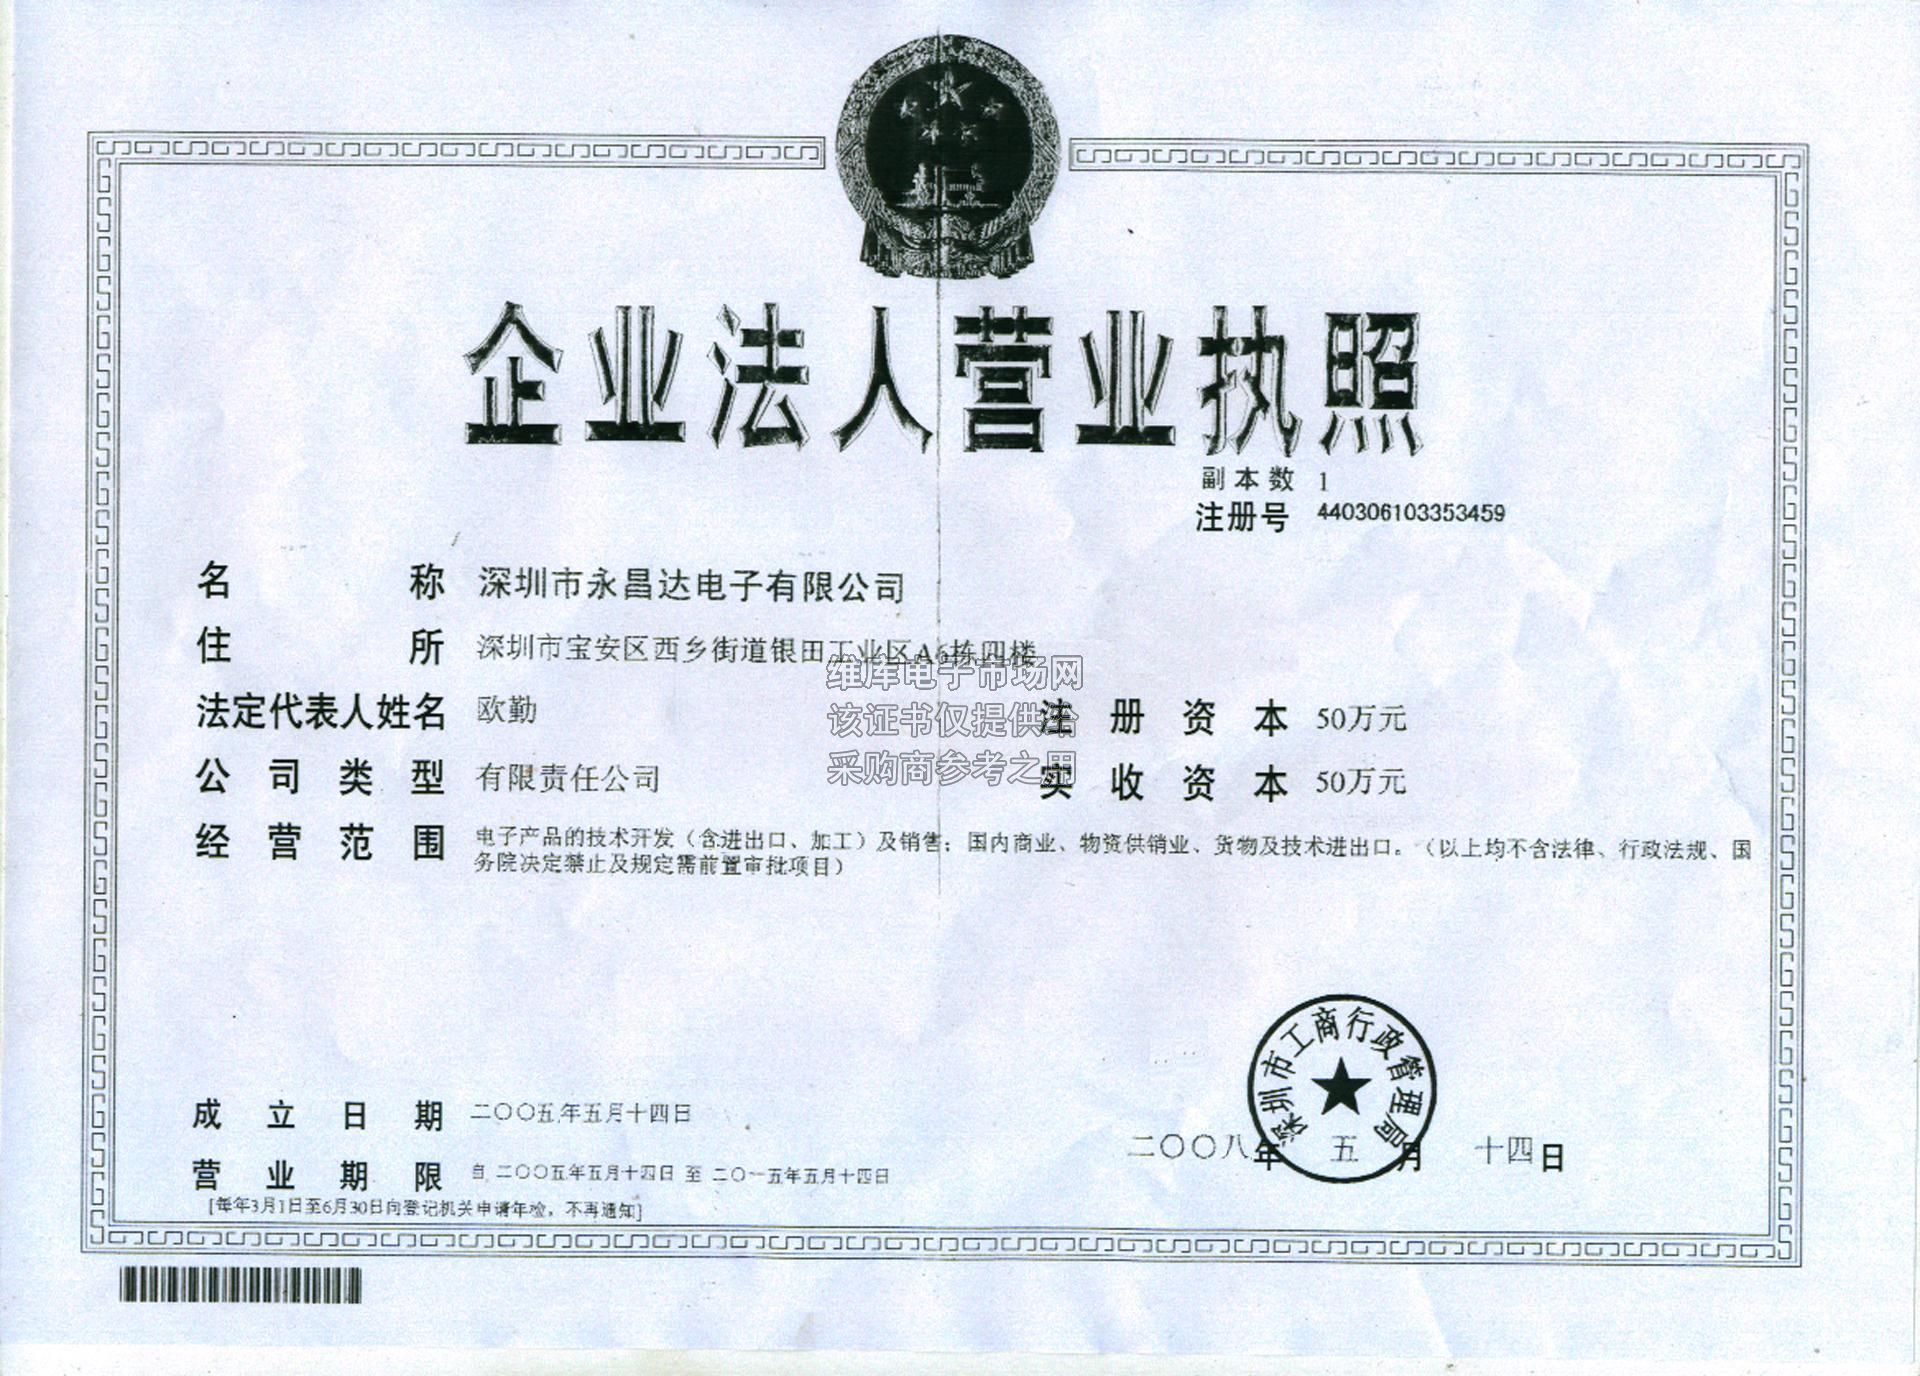 企业法人营业执照
副本数 1
注册号 440306103353459
名称 深圳市永昌达电子有限公司
住所 深圳市宝安区西乡街道银田工业区A6栋四楼
维库电子市场网
法定代表人姓名 欧勤
该证书仅提供给
注册资本 50万元
公司类型 有限责任公司
采购商参考之用
实收资本 50万元
经营范围 电子产品的技术开发（含进出口、加工）及销售；国内商业、物资供销业、货物及技术进出口。（以上均不含法律、行政法规、国
务院决定禁止及规定需前置审批项目）
深圳市工商行政管理局
成立日期 二〇〇五年五月十四日
二〇〇八年 五月 十四日
营业期限 自 二〇〇五年五月十四日 至 二〇一五年五月十四日
[每年3月1日至6月30日向登记机关申请年检，不再通知]